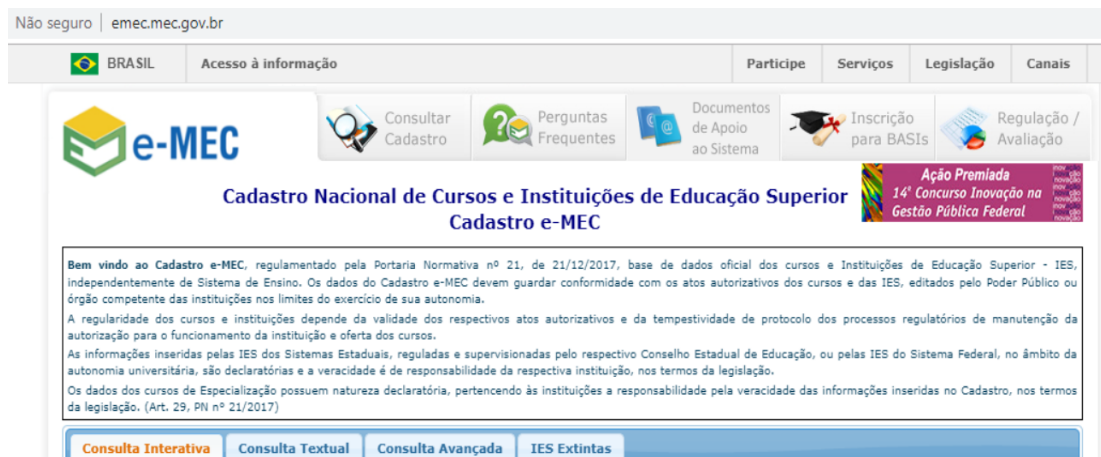 Não seguro | emec.mec.gov.br
BRASIL Acesso à informação Participe Serviços Legislação Canais
e-MEC
Consultar
Cadastro
Perguntas
Frequentes
Documentos
de Apoio
ao Sistema
Inscrição
para BASIs
Regulação /
Avaliação
Cadastro Nacional de Cursos e Instituições de Educação Superior
Cadastro e-MEC
Ação Premiada
14º Concurso Inovação na
Gestão Pública Federal
Bem vindo ao Cadastro e-MEC, regulamentado pela Portaria Normativa nº 21, de 21/12/2017, base de dados oficial dos cursos e Instituições de Educação Superior - IES,
independentemente de Sistema de Ensino. Os dados do Cadastro e-MEC devem guardar conformidade com os atos autorizativos dos cursos e das IES, editados pelo Poder Público ou
órgão competente das instituições nos limites do exercício de sua autonomia.
A regularidade dos cursos e instituições depende da validade dos respectivos atos autorizativos e da tempestividade de protocolo dos processos regulatórios de manutenção da
autorização para o funcionamento da instituição e oferta dos cursos.
As informações inseridas pelas IES dos Sistemas Estaduais, reguladas e supervisionadas pelo respectivo Conselho Estadual de Educação, ou pelas IES do Sistema Federal, no âmbito da
autonomia universitária, são declaratórias e a veracidade é de responsabilidade da respectiva instituição, nos termos da legislação.
Os dados dos cursos de Especialização possuem natureza declaratória, pertencendo às instituições a responsabilidade pela veracidade das informações inseridas no Cadastro, nos termos
da legislação. (Art. 29, PN nº 21/2017)
Consulta Interativa Consulta Textual Consulta Avançada IES Extintas